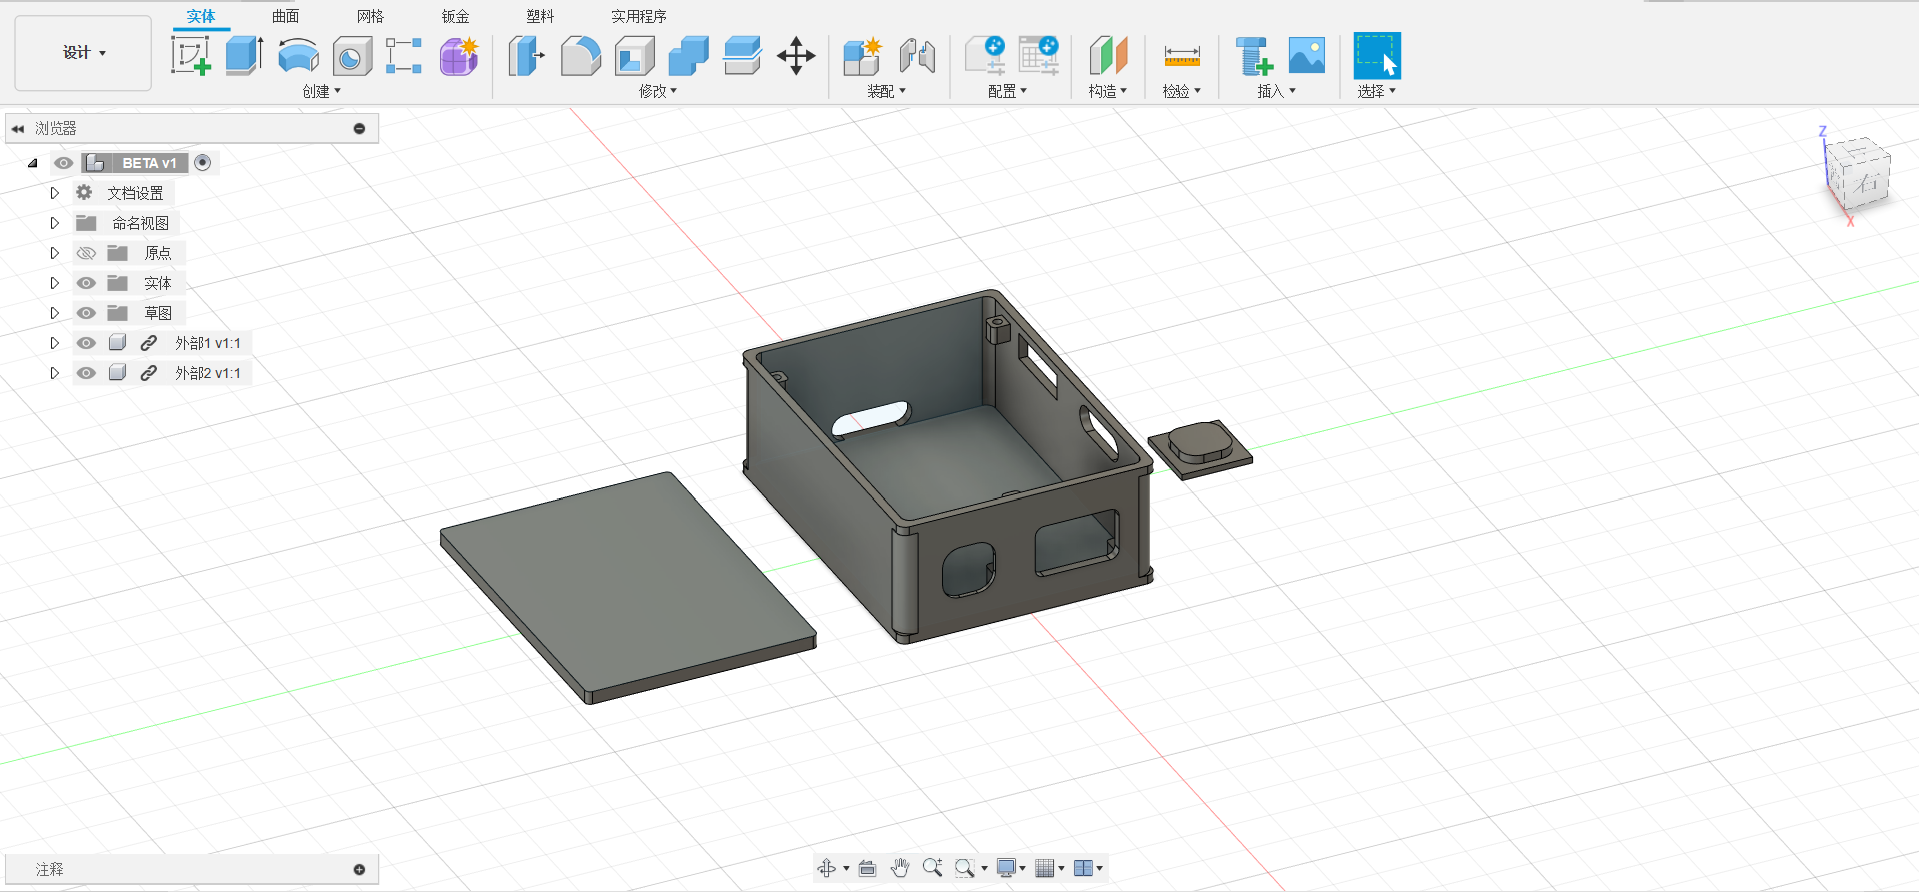 实体 曲面 网格 钣金 塑料 实用程序
设计
创建 修改 装配 配置 构造 检验 插入 选择
浏览器
BETA v1
文档设置
命名视图
原点
实体
草图
外部1 v1:1
外部2 v1:1
Z
右
X
注释